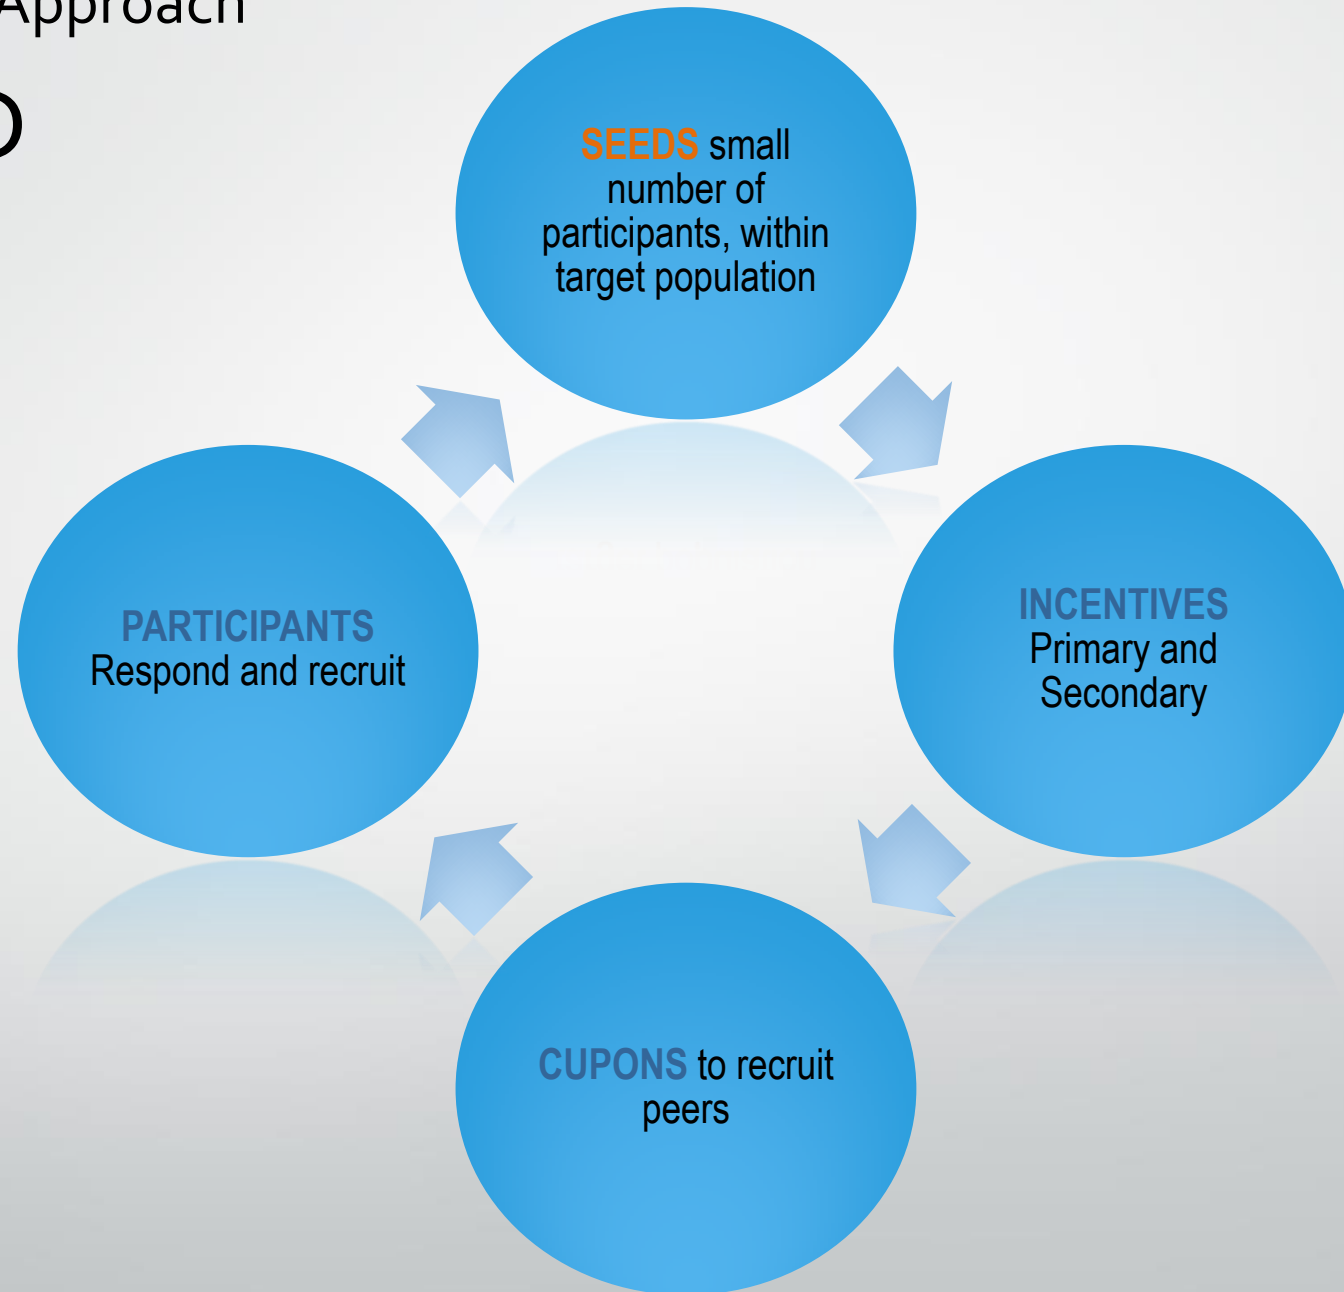 Approach
SEEDS small
number of
participants, within
target population
PARTICIPANTS
Respond and recruit
INCENTIVES
Primary and
Secondary
CUPONS to recruit
peers